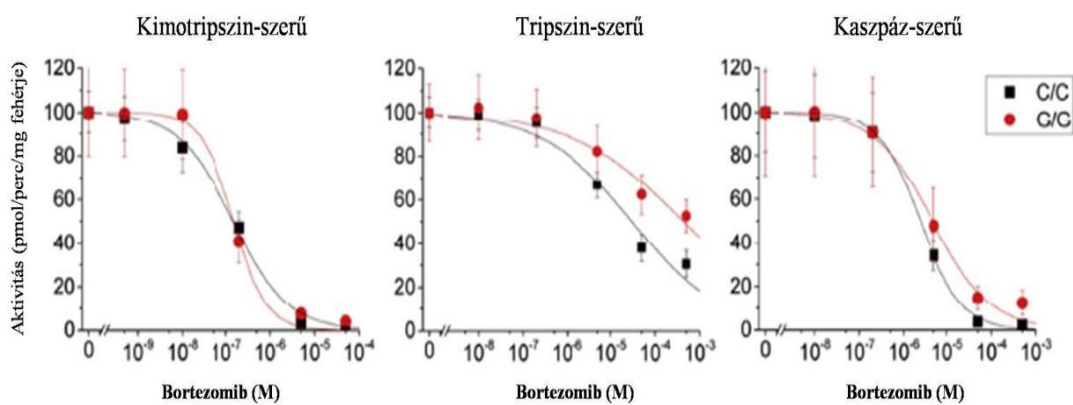 Kimotripszin-szerű
Tripszin-szerű
Kaszpáz-szerű
Aktivitás (pmol/perc/mg fehérje)
120
100
80
60
40
20
0
0 10⁻⁹ 10⁻⁸ 10⁻⁷ 10⁻⁶ 10⁻⁵ 10⁻⁴
Bortezomib (M)
120
100
80
60
40
20
0
0 10⁻⁸ 10⁻⁷ 10⁻⁶ 10⁻⁵ 10⁻⁴ 10⁻³
Bortezomib (M)
120
100
80
60
40
20
0
0 10⁻⁸ 10⁻⁷ 10⁻⁶ 10⁻⁵ 10⁻⁴ 10⁻³
Bortezomib (M)
C/C